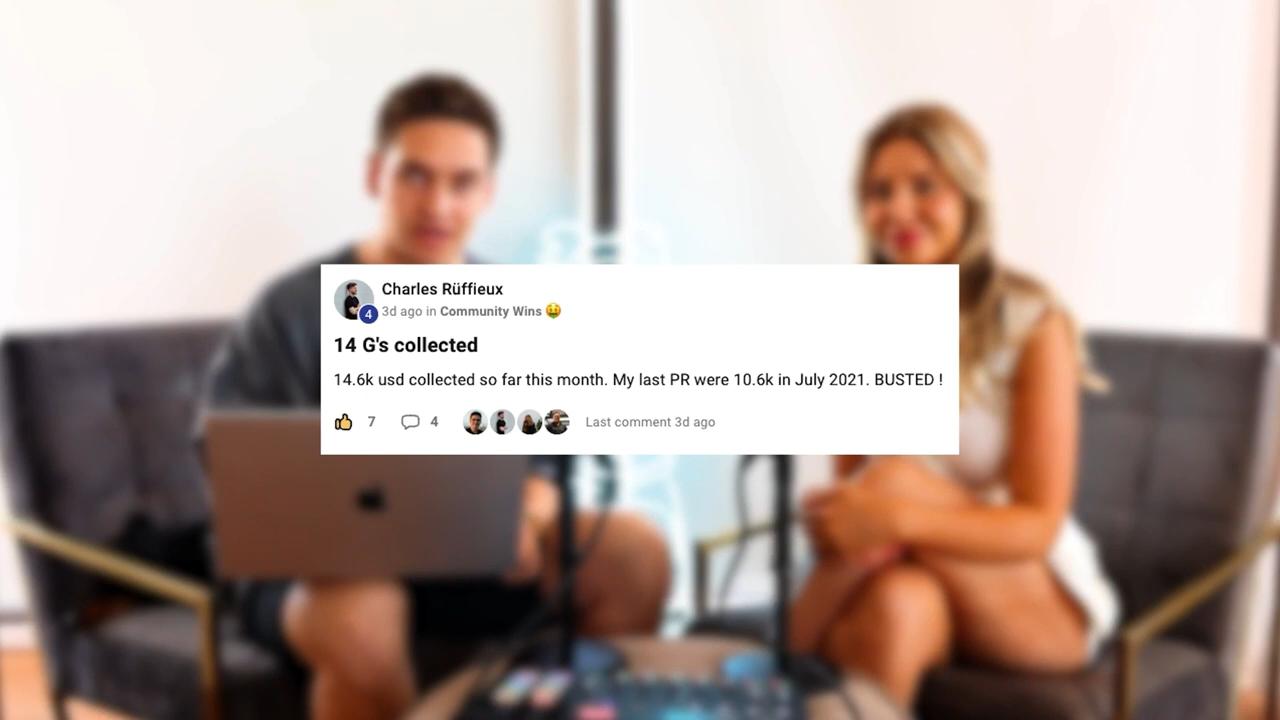 Charles Rüffieux
4
3d ago in Community Wins 🤑
14 G's collected
14.6k usd collected so far this month. My last PR were 10.6k in July 2021. BUSTED !
7 4 Last comment 3d ago